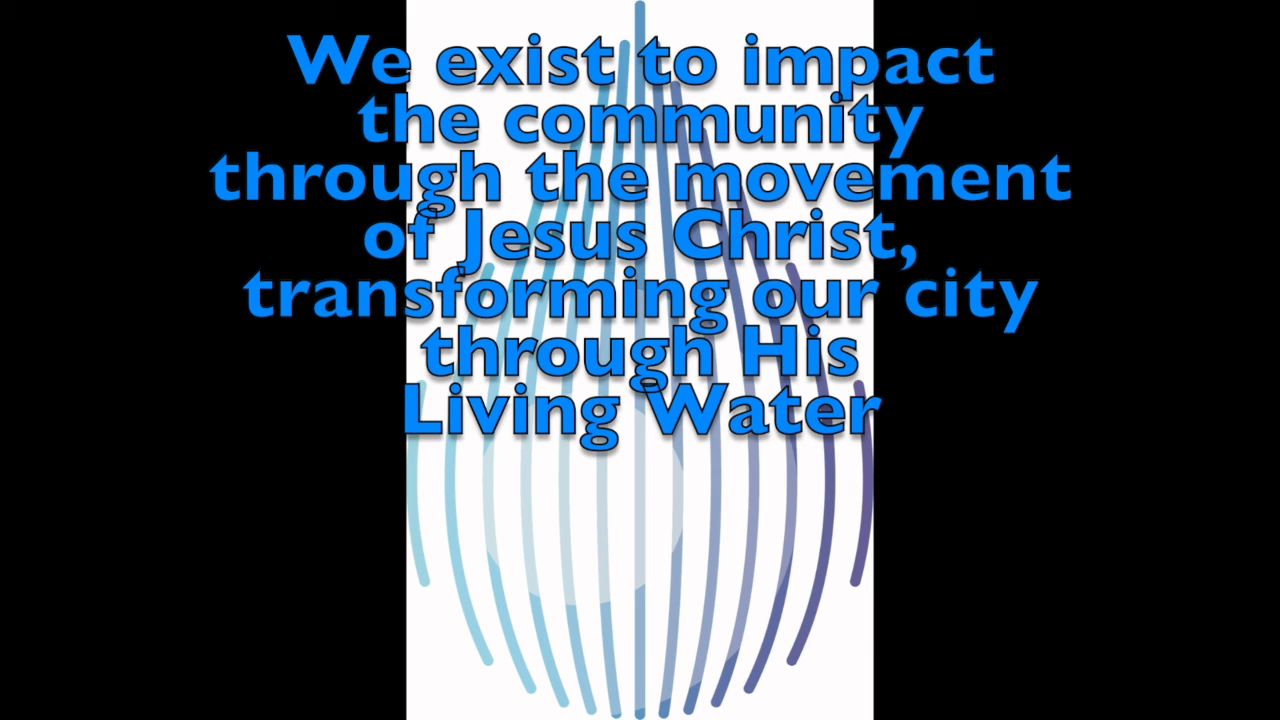 We exist to impact
the community
through the movement
of Jesus Christ,
transforming our city
through His
Living Water